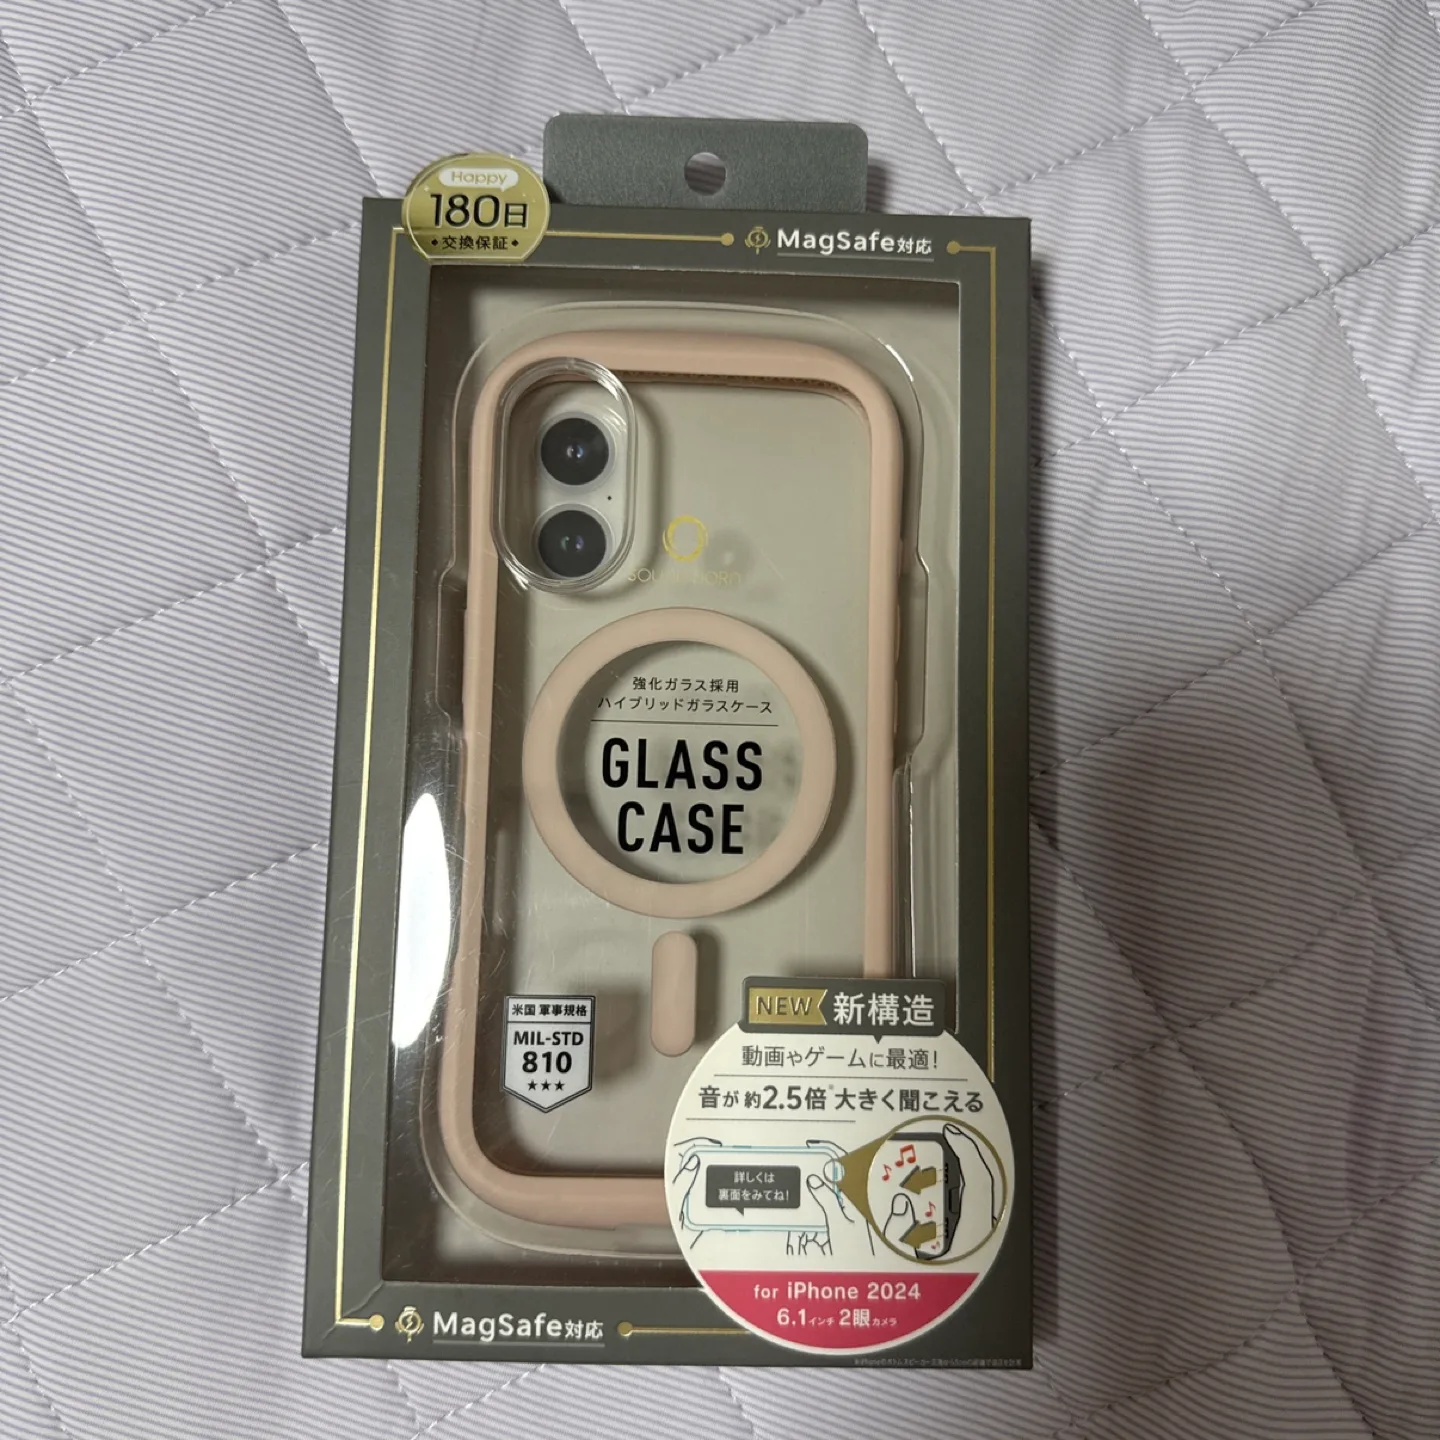 Happy
180日
交換保証
MagSafe対応
強化ガラス採用
ハイブリッドガラスケース
GLASS
CASE
米国 軍事規格
MIL-STD
810
★★★
NEW 新構造
動画やゲームに最適!
音が約2.5倍※大きく聞こえる
詳しくは
裏面をみてね!
for iPhone 2024
6.1インチ 2眼カメラ
MagSafe対応